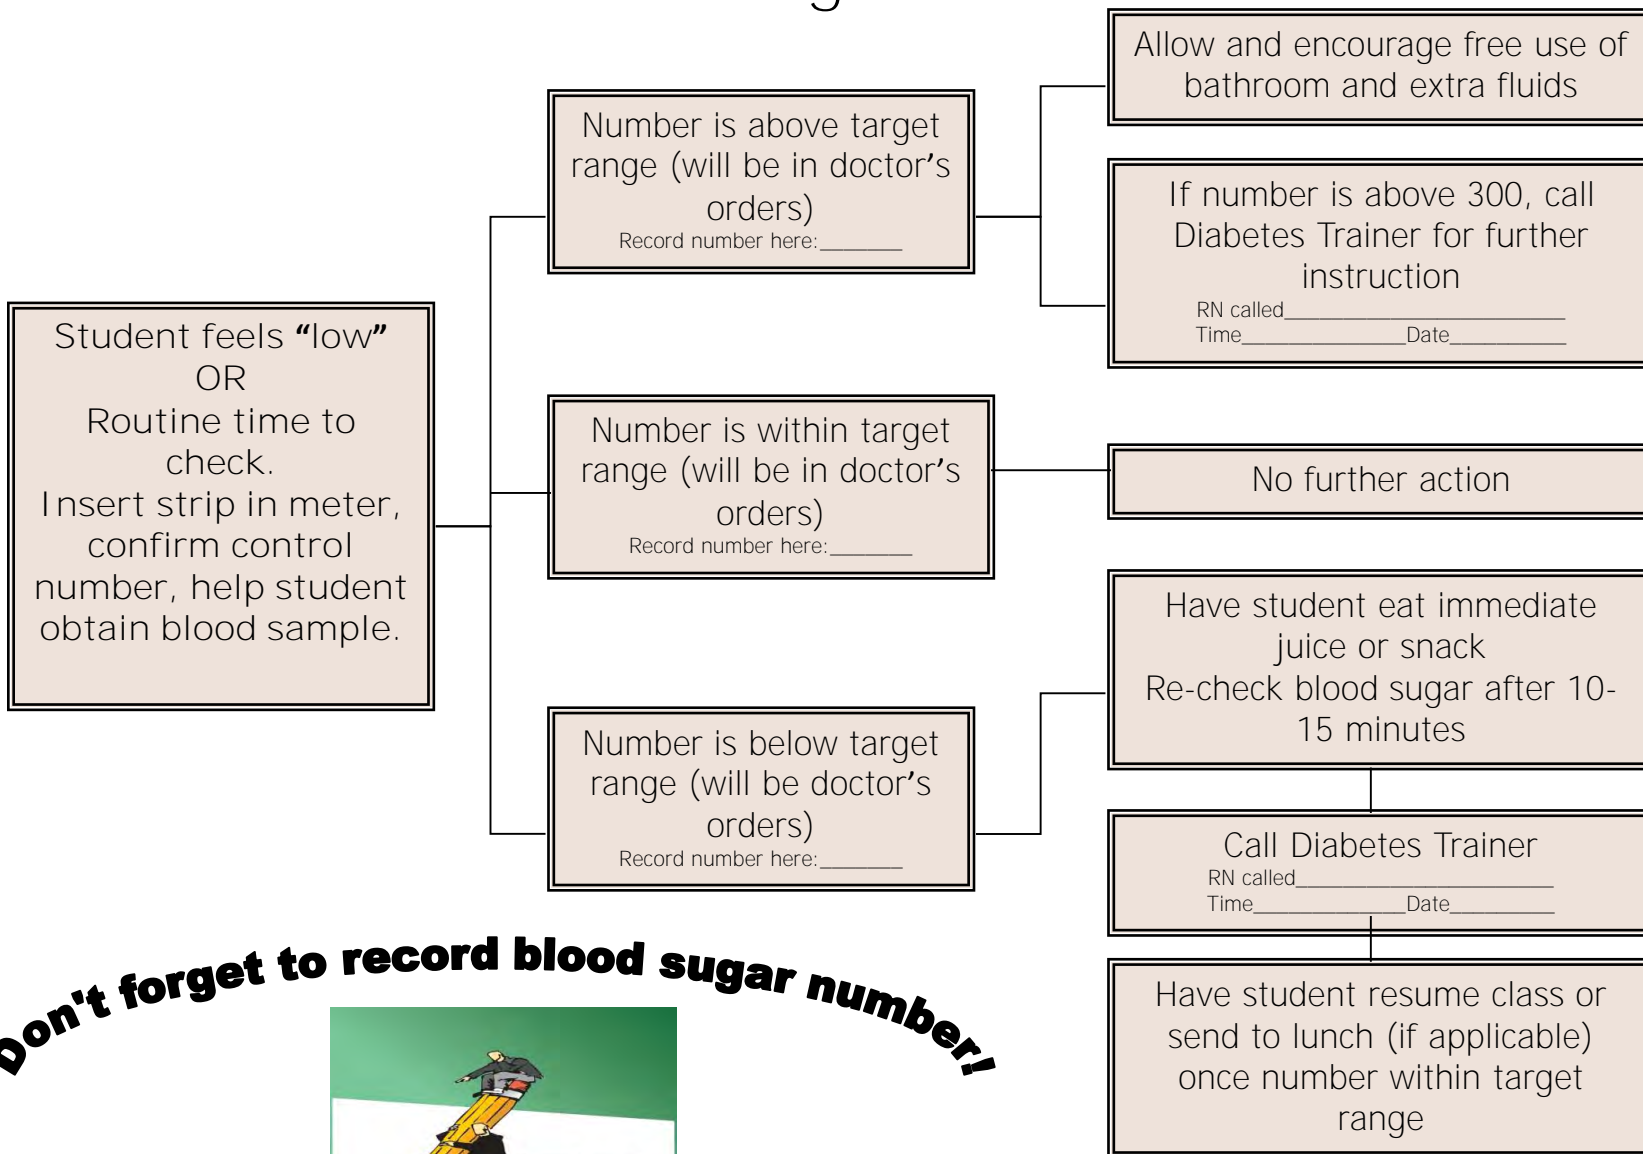 Student feels "low"
OR
Routine time to
check.
Insert strip in meter,
confirm control
number, help student
obtain blood sample.
Number is above target
range (will be in doctor's
orders)
Record number here:_______
Allow and encourage free use of
bathroom and extra fluids
If number is above 300, call
Diabetes Trainer for further
instruction
RN called________________________
Time______________Date__________
Number is within target
range (will be in doctor's
orders)
Record number here:_______
No further action
Number is below target
range (will be doctor's
orders)
Record number here:_______
Have student eat immediate
juice or snack
Re-check blood sugar after 10-
15 minutes
Call Diabetes Trainer
RN called______________________
Time_____________Date_________
Have student resume class or
send to lunch (if applicable)
once number within target
range
Don't forget to record blood sugar number!